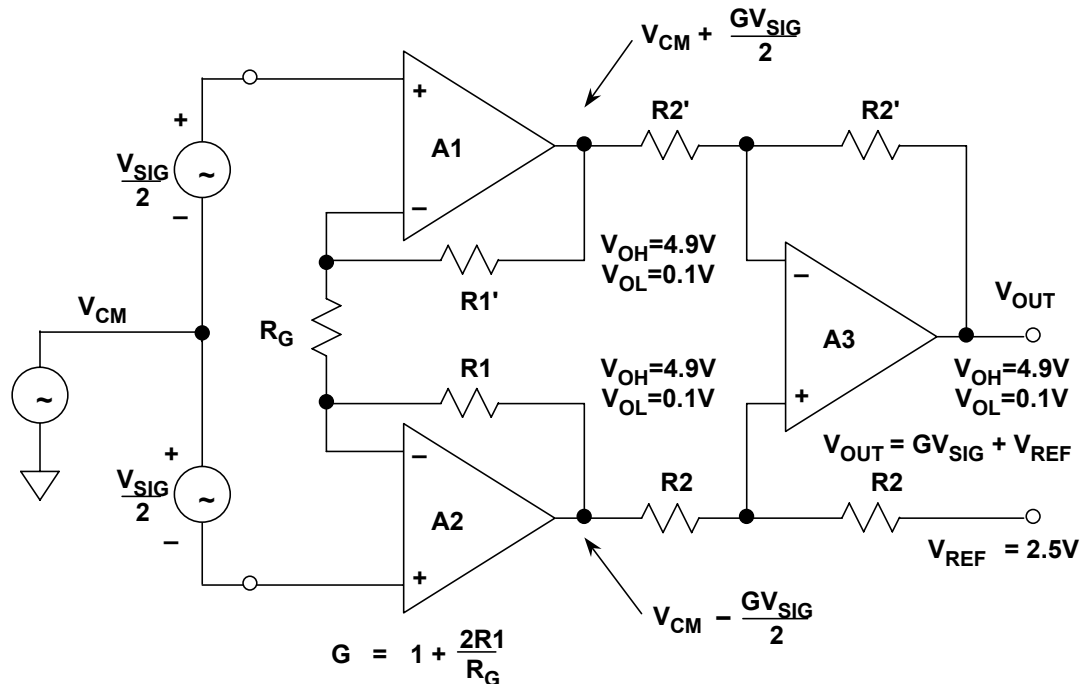 V_CM + GV_SIG/2
+
A1
−
R2'
R2'
+
V_SIG/2
~
−
V_OH=4.9V
V_OL=0.1V
R1'
V_CM
R_G
−
A3
+
V_OUT
~
R1
V_OH=4.9V
V_OL=0.1V
V_OH=4.9V
V_OL=0.1V
V_OUT = GV_SIG + V_REF
+
V_SIG/2
~
−
−
A2
+
R2
R2
V_REF = 2.5V
V_CM − GV_SIG/2
G = 1 + 2R1/R_G